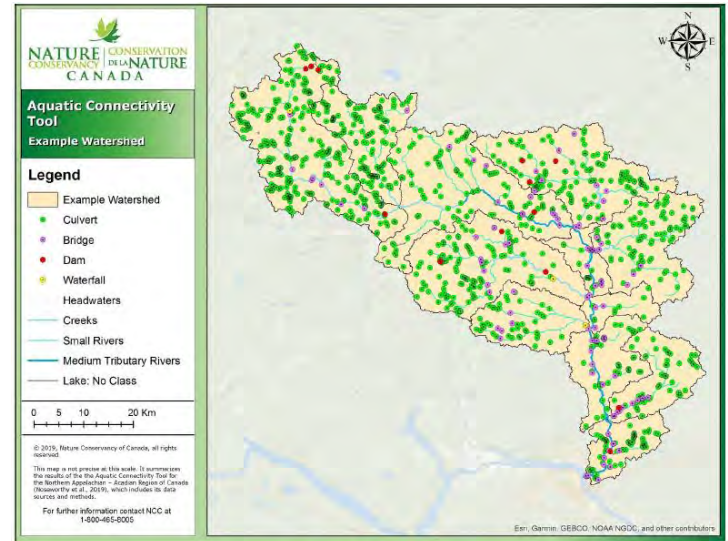 NATURE CONSERVANCY CANADA
CONSERVATION DE LA NATURE
Aquatic Connectivity
Tool
Example Watershed
Legend
Example Watershed
Culvert
Bridge
Dam
Waterfall
Headwaters
Creeks
Small Rivers
Medium Tributary Rivers
Lake: No Class
0 5 10 20 Km
© 2019, Nature Conservancy of Canada, all rights
reserved.
This map is not precise at this scale. It summarizes
the results of the the Aquatic Connectivity Tool for
the Northern Appalachian – Acadian Region of Canada
(Noseworthy et al., 2019), which includes its data
sources and methods.
For further information contact NCC at
1-800-465-8005
N
W E
S
Esri, Garmin, GEBCO, NOAA NGDC, and other contributors